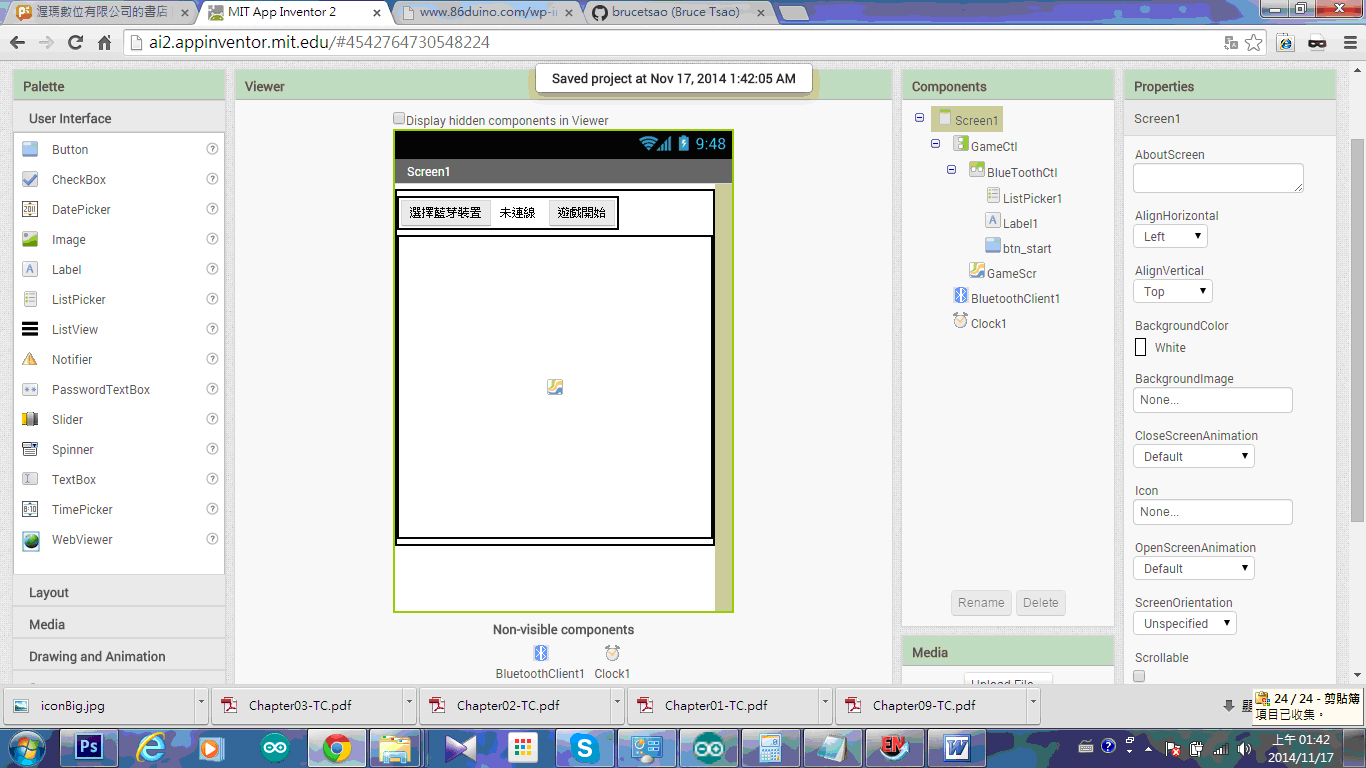 渥瑪數位有限公司的書店
MIT App Inventor 2
www.86duino.com/wp-in
brucetsao (Bruce Tsao)
ai2.appinventor.mit.edu/#4542764730548224
Saved project at Nov 17, 2014 1:42:05 AM
Palette
User Interface
Button
CheckBox
DatePicker
Image
Label
ListPicker
ListView
Notifier
PasswordTextBox
Slider
Spinner
TextBox
TimePicker
WebViewer
Layout
Media
Drawing and Animation
Viewer
Display hidden components in Viewer
9:48
Screen1
選擇藍芽裝置 未連線 遊戲開始
Non-visible components
BluetoothClient1 Clock1
Components
Screen1
GameCtl
BlueToothCtl
ListPicker1
Label1
btn_start
GameScr
BluetoothClient1
Clock1
Rename Delete
Media
Upload File
Properties
Screen1
AboutScreen
AlignHorizontal
Left
AlignVertical
Top
BackgroundColor
White
BackgroundImage
None...
CloseScreenAnimation
Default
Icon
None...
OpenScreenAnimation
Default
ScreenOrientation
Unspecified
Scrollable
iconBig.jpg
Chapter03-TC.pdf
Chapter02-TC.pdf
Chapter01-TC.pdf
Chapter09-TC.pdf
24 / 24 - 剪貼簿
項目已收集。
上午 01:42
2014/11/17